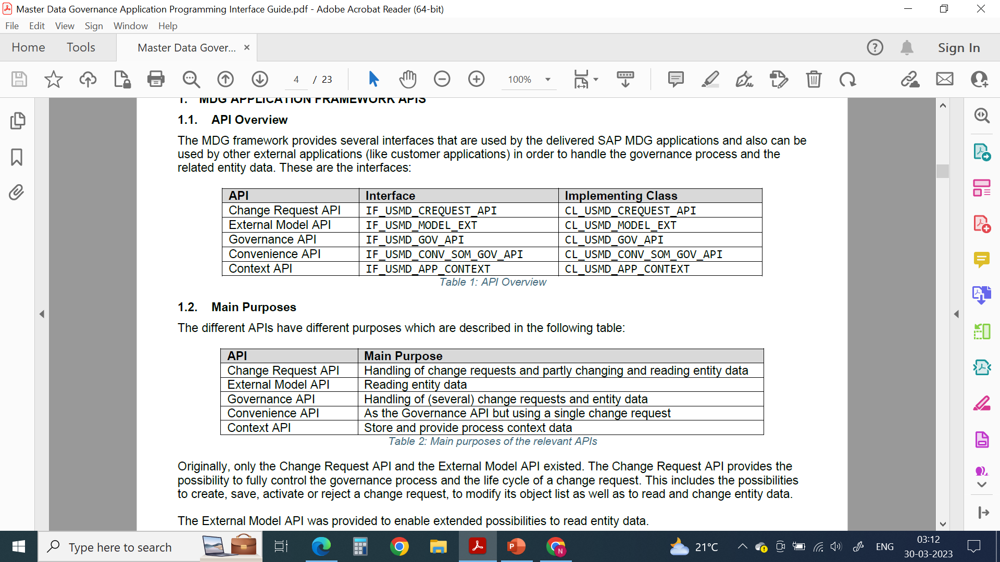 Master Data Governance Application Programming Interface Guide.pdf - Adobe Acrobat Reader (64-bit)
File Edit View Sign Window Help
Home Tools Master Data Gover... × Sign In
4 / 23 100%
1. MDG APPLICATION FRAMEWORK APIS
1.1. API Overview
The MDG framework provides several interfaces that are used by the delivered SAP MDG applications and also can be
used by other external applications (like customer applications) in order to handle the governance process and the
related entity data. These are the interfaces:
API Interface Implementing Class
Change Request API IF_USMD_CREQUEST_API CL_USMD_CREQUEST_API
External Model API IF_USMD_MODEL_EXT CL_USMD_MODEL_EXT
Governance API IF_USMD_GOV_API CL_USMD_GOV_API
Convenience API IF_USMD_CONV_SOM_GOV_API CL_USMD_CONV_SOM_GOV_API
Context API IF_USMD_APP_CONTEXT CL_USMD_APP_CONTEXT
Table 1: API Overview
1.2. Main Purposes
The different APIs have different purposes which are described in the following table:
API Main Purpose
Change Request API Handling of change requests and partly changing and reading entity data
External Model API Reading entity data
Governance API Handling of (several) change requests and entity data
Convenience API As the Governance API but using a single change request
Context API Store and provide process context data
Table 2: Main purposes of the relevant APIs
Originally, only the Change Request API and the External Model API existed. The Change Request API provides the
possibility to fully control the governance process and the life cycle of a change request. This includes the possibilities
to create, save, activate or reject a change request, to modify its object list as well as to read and change entity data.
The External Model API was provided to enable extended possibilities to read entity data.
Type here to search 21°C ENG 03:12
30-03-2023